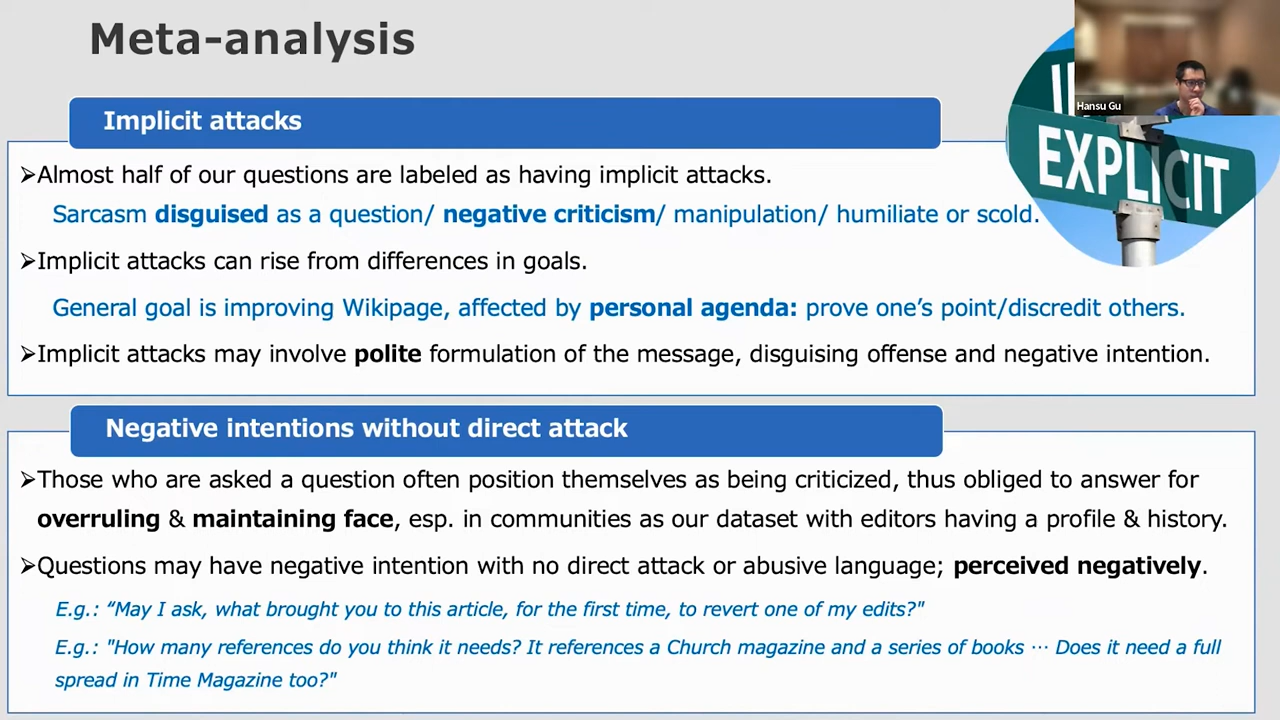 Meta-analysis
Hansu Gu
EXPLICIT
Implicit attacks
➢Almost half of our questions are labeled as having implicit attacks.
Sarcasm disguised as a question/ negative criticism/ manipulation/ humiliate or scold.
➢Implicit attacks can rise from differences in goals.
General goal is improving Wikipage, affected by personal agenda: prove one’s point/discredit others.
➢Implicit attacks may involve polite formulation of the message, disguising offense and negative intention.
Negative intentions without direct attack
➢Those who are asked a question often position themselves as being criticized, thus obliged to answer for
overruling & maintaining face, esp. in communities as our dataset with editors having a profile & history.
➢Questions may have negative intention with no direct attack or abusive language; perceived negatively.
E.g.: “May I ask, what brought you to this article, for the first time, to revert one of my edits?"
E.g.: "How many references do you think it needs? It references a Church magazine and a series of books ··· Does it need a full
spread in Time Magazine too?"